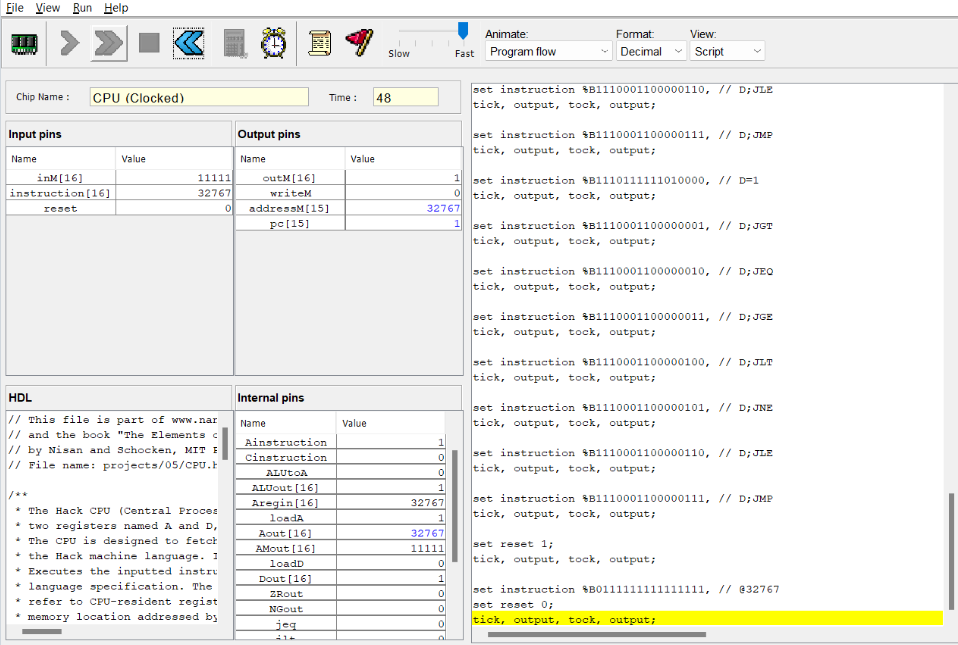 File View Run Help
Animate: Format: View:
Slow Fast Program flow Decimal Script
Chip Name : CPU (Clocked) Time : 48
Input pins
Name Value
inM[16] 11111
instruction[16] 32767
reset 0
Output pins
Name Value
outM[16] 1
writeM 0
addressM[15] 32767
pc[15] 1
HDL
// This file is part of www.nan
// and the book "The Elements o
// by Nisan and Schocken, MIT P
// File name: projects/05/CPU.h
/**
* The Hack CPU (Central Proces
* two registers named A and D,
* The CPU is designed to fetch
* the Hack machine language. I
* Executes the inputted instru
* language specification. The
* refer to CPU-resident regist
* memory location addressed by
Internal pins
Name Value
Ainstruction 1
Cinstruction 0
ALUtoA 0
ALUout[16] 1
Aregin[16] 32767
loadA 1
Aout[16] 32767
AMout[16] 11111
loadD 0
Dout[16] 1
ZRout 0
NGout 0
jeq 0
set instruction %B1110001100000110, // D;JLE
tick, output, tock, output;
set instruction %B1110001100000111, // D;JMP
tick, output, tock, output;
set instruction %B1110111111010000, // D=1
tick, output, tock, output;
set instruction %B1110001100000001, // D;JGT
tick, output, tock, output;
set instruction %B1110001100000010, // D;JEQ
tick, output, tock, output;
set instruction %B1110001100000011, // D;JGE
tick, output, tock, output;
set instruction %B1110001100000100, // D;JLT
tick, output, tock, output;
set instruction %B1110001100000101, // D;JNE
tick, output, tock, output;
set instruction %B1110001100000110, // D;JLE
tick, output, tock, output;
set instruction %B1110001100000111, // D;JMP
tick, output, tock, output;
set reset 1;
tick, output, tock, output;
set instruction %B0111111111111111, // @32767
set reset 0;
tick, output, tock, output;